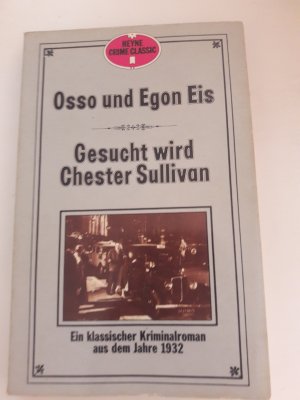 HEYNE
CRIME CLASSIC
Osso und Egon Eis
Gesucht wird
Chester Sullivan
Ein klassischer Kriminalroman
aus dem Jahre 1932